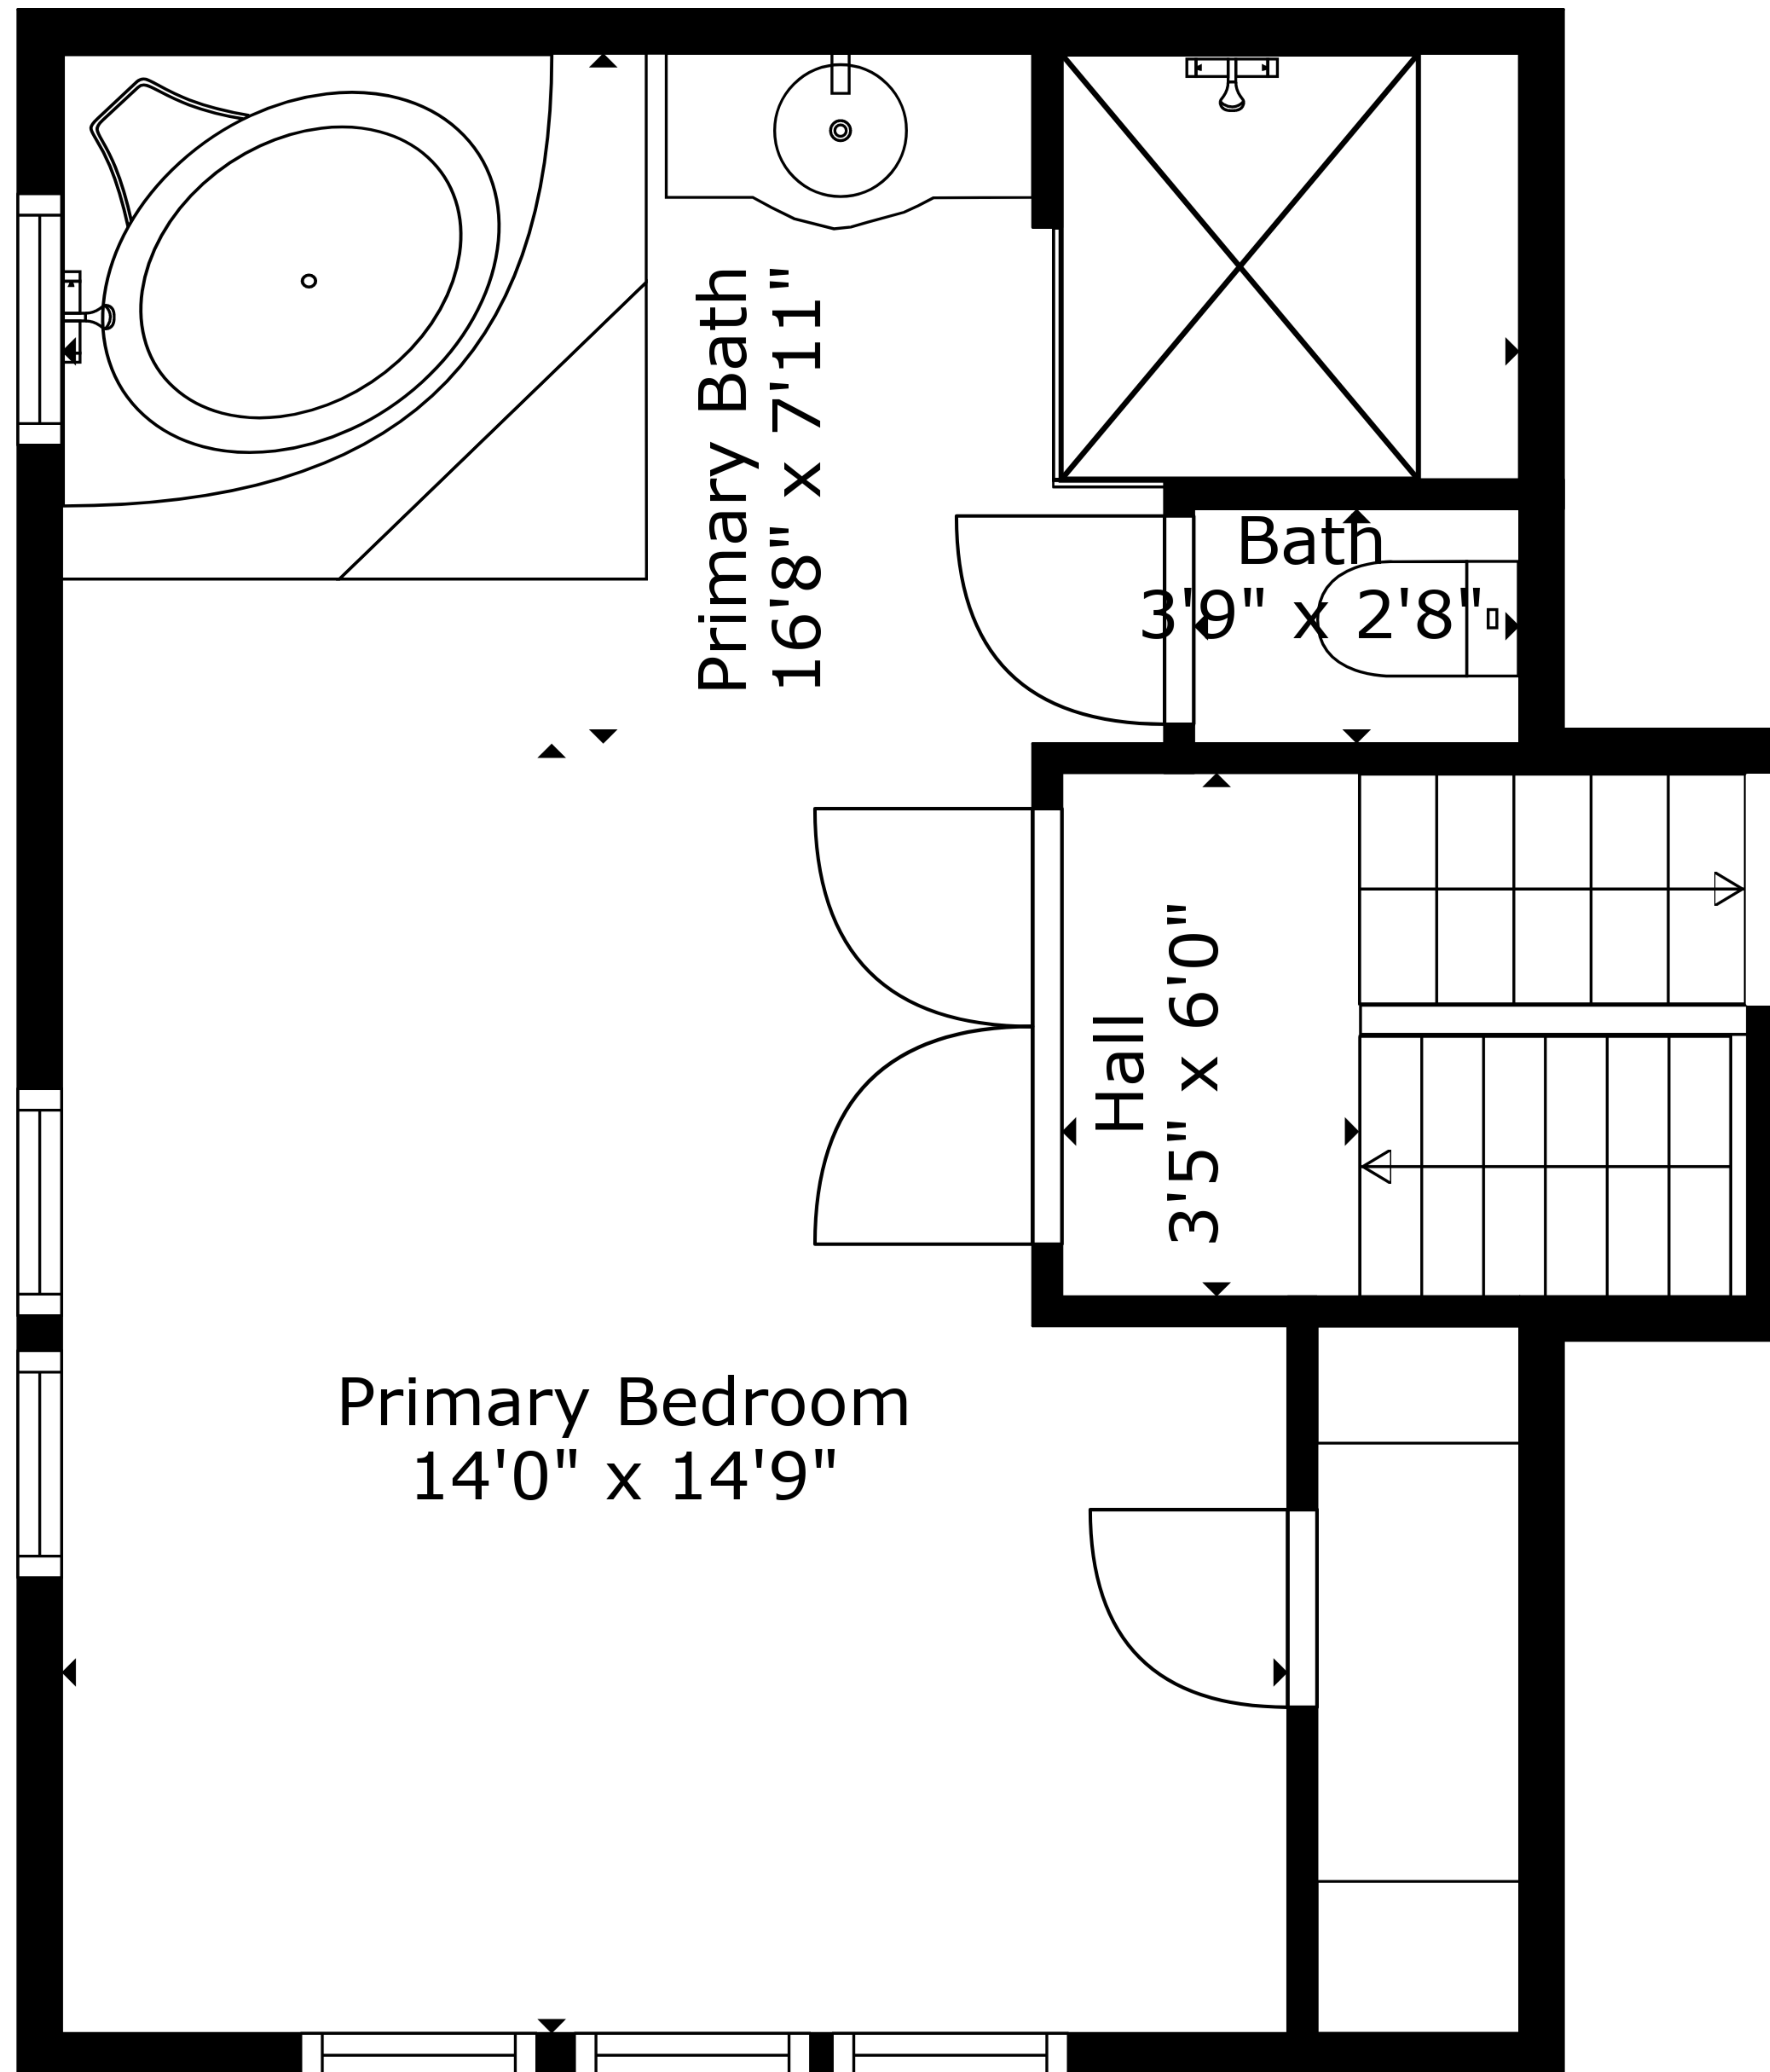 Primary Bath
16'8" x 7'11"
Bath
3'9" x 2'8"
Hall
3'5" x 6'0"
Primary Bedroom
14'0" x 14'9"